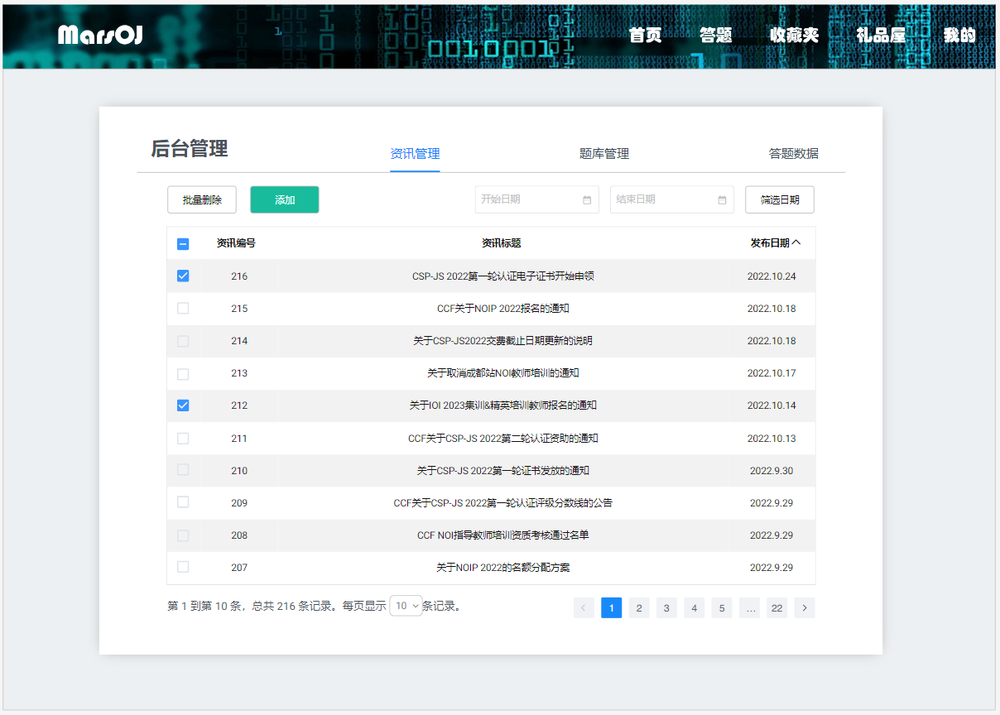 MarsOJ 首页 答题 收藏夹 礼品屋 我的
后台管理 资讯管理 题库管理 答题数据
批量删除 添加 开始日期 结束日期 筛选日期
资讯编号 资讯标题 发布日期
216 CSP-JS 2022第一轮认证电子证书开始申领 2022.10.24
215 CCF关于NOIP 2022报名的通知 2022.10.18
214 关于CSP-JS2022交费截止日期更新的说明 2022.10.18
213 关于取消成都站NOI教师培训的通知 2022.10.17
212 关于IOI 2023集训&精英培训教师报名的通知 2022.10.14
211 CCF关于CSP-JS 2022第二轮认证资助的通知 2022.10.13
210 关于CSP-JS 2022第一轮证书发放的通知 2022.9.30
209 CCF关于CSP-JS 2022第一轮认证评级分数线的公告 2022.9.29
208 CCF NOI指导教师培训资质考核通过名单 2022.9.29
207 关于NOIP 2022的名额分配方案 2022.9.29
第 1 到第 10 条，总共 216 条记录。每页显示 10 条记录。 < 1 2 3 4 5 ... 22 >